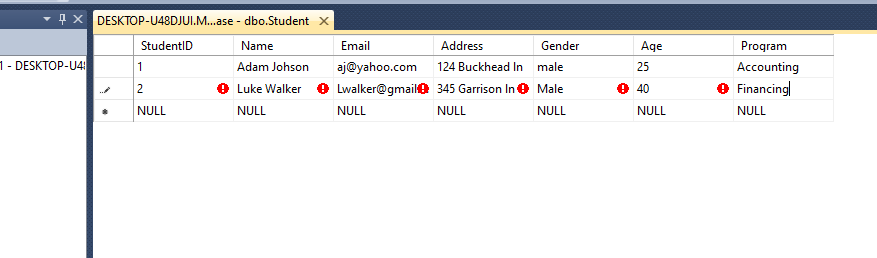 DESKTOP-U48DJUI.M...ase - dbo.Student
1 - DESKTOP-U48
StudentID Name Email Address Gender Age Program
1 Adam Johson aj@yahoo.com 124 Buckhead ln male 25 Accounting
2 Luke Walker Lwalker@gmail 345 Garrison ln Male 40 Financing
NULL NULL NULL NULL NULL NULL NULL